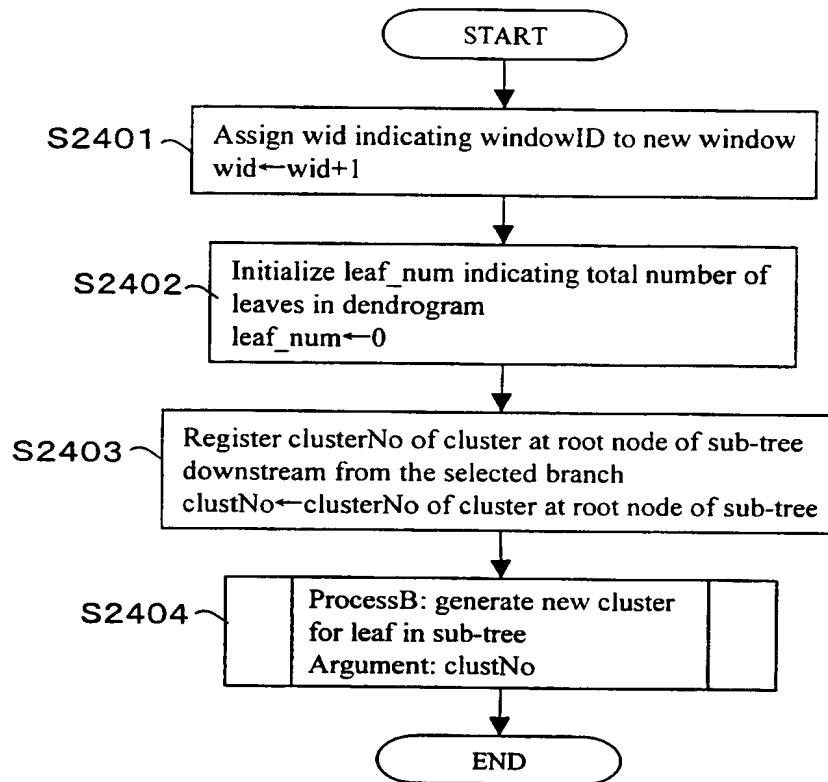 START
S2401
Assign wid indicating windowID to new window
wid←wid+1
S2402
Initialize leaf_num indicating total number of
leaves in dendrogram
leaf_num←0
S2403
Register clusterNo of cluster at root node of sub-tree
downstream from the selected branch
clustNo←clusterNo of cluster at root node of sub-tree
S2404
ProcessB: generate new cluster
for leaf in sub-tree
Argument: clustNo
END